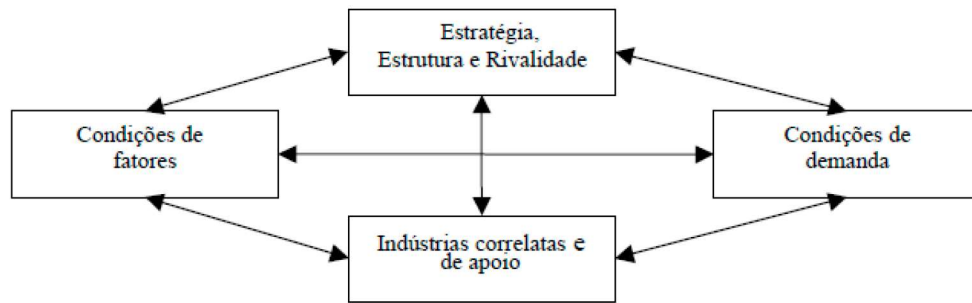 Estratégia,
Estrutura e Rivalidade
Condições de
fatores
Condições de
demanda
Indústrias correlatas e
de apoio